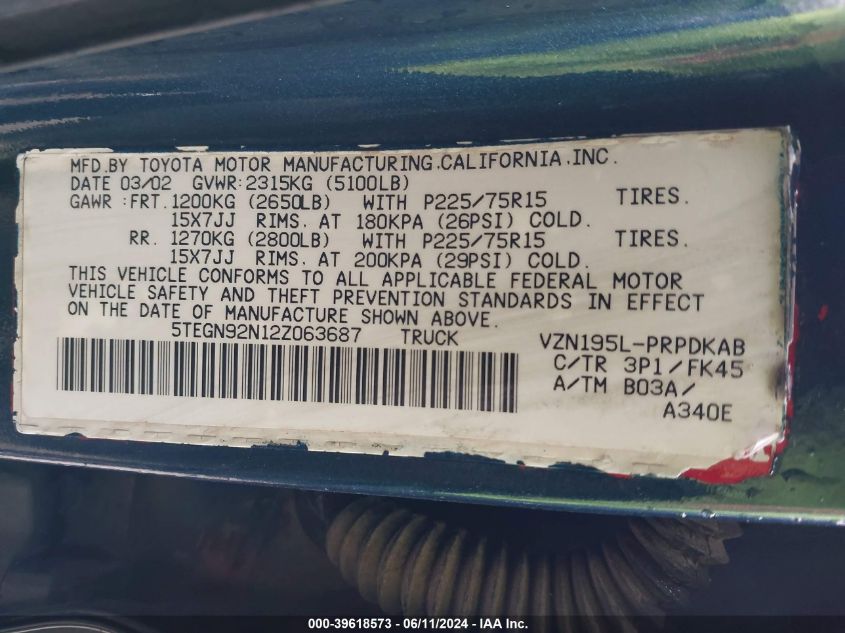 MFD.BY TOYOTA MOTOR MANUFACTURING.CALIFORNIA.INC.
DATE 03/02 GVWR:2315KG (5100LB)
GAWR :FRT.1200KG (2650LB) WITH P225/75R15 TIRES.
15X7JJ RIMS. AT 180KPA (26PSI) COLD.
RR. 1270KG (2800LB) WITH P225/75R15 TIRES.
15X7JJ RIMS. AT 200KPA (29PSI) COLD.
THIS VEHICLE CONFORMS TO ALL APPLICABLE FEDERAL MOTOR
VEHICLE SAFETY AND THEFT PREVENTION STANDARDS IN EFFECT
ON THE DATE OF MANUFACTURE SHOWN ABOVE.
5TEGN92N12Z063687 TRUCK VZN195L-PRPDKAB
C/TR 3P1/FK45
A/TM B03A/
A340E
000-39618573 - 06/11/2024 - IAA Inc.